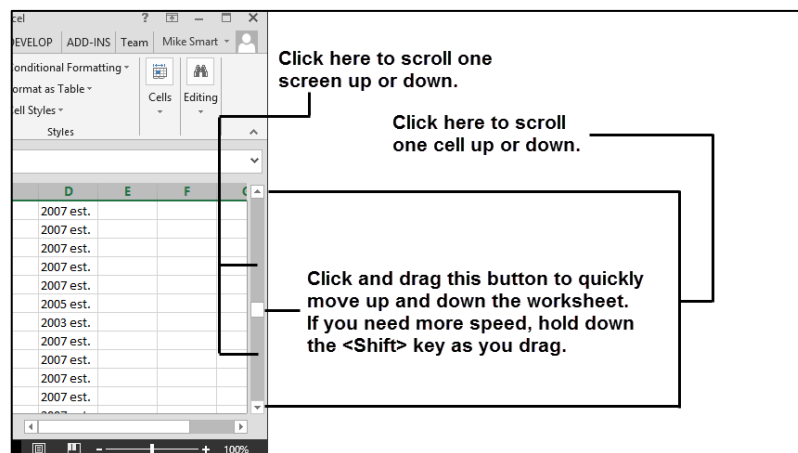 cel ?
DEVELOP ADD-INS Team Mike Smart
Conditional Formatting
Format as Table
Cell Styles
Cells Editing
Styles
D E F
2007 est.
2007 est.
2007 est.
2007 est.
2007 est.
2005 est.
2003 est.
2007 est.
2007 est.
2007 est.
2007 est.
100%
Click here to scroll one
screen up or down.
Click here to scroll
one cell up or down.
Click and drag this button to quickly
move up and down the worksheet.
If you need more speed, hold down
the <Shift> key as you drag.